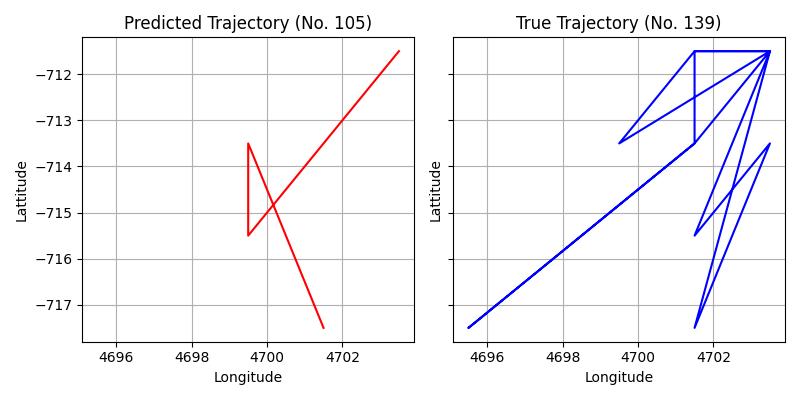 Predicted Trajectory (No. 105)
True Trajectory (No. 139)
−712
−713
−714
−715
−716
−717
Lattitude
Lattitude
4696
4698
4700
4702
4696
4698
4700
4702
Longitude
Longitude